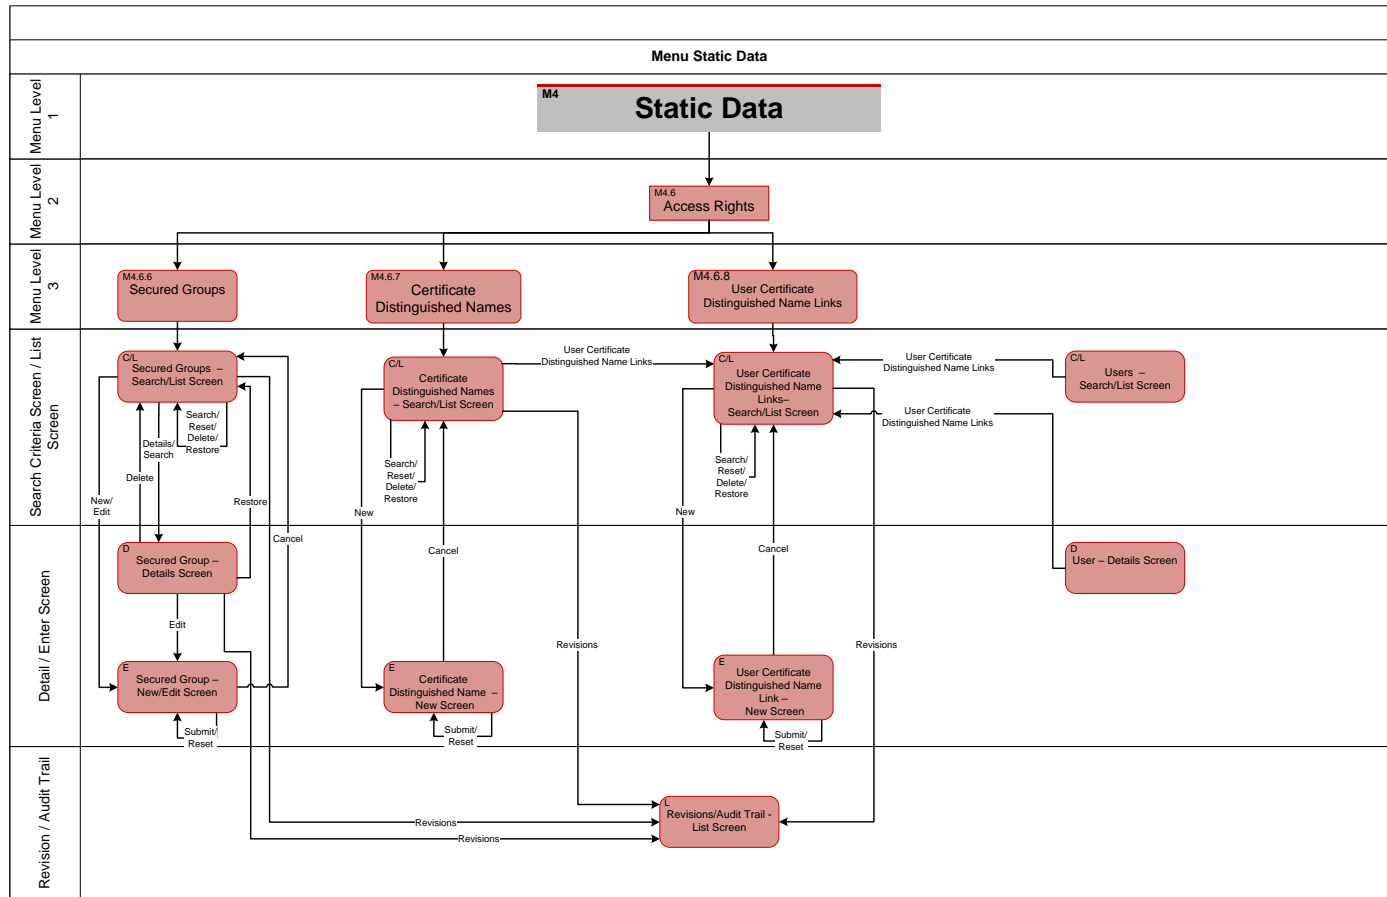 Menu Static Data
Menu Level
1
M4
Static Data
Menu Level
2
M4.6
Access Rights
Menu Level
3
M4.6.6
Secured Groups
M4.6.7
Certificate
Distinguished Names
M4.6.8
User Certificate
Distinguished Name Links
Search Criteria Screen / List
Screen
C/L
Secured Groups –
Search/List Screen
C/L
Certificate
Distinguished Names
– Search/List Screen
User Certificate
Distinguished Name Links
C/L
User Certificate
Distinguished Name
Links–
Search/List Screen
User Certificate
Distinguished Name Links
C/L
Users –
Search/List Screen
User Certificate
Distinguished Name Links
Search/
Reset/
Delete/
Restore
Details/
Search
Delete
New/
Edit
Restore
Cancel
Search/
Reset/
Delete/
Restore
New
Cancel
Search/
Reset/
Delete/
Restore
New
Cancel
Detail / Enter Screen
D
Secured Group –
Details Screen
D
User – Details Screen
Edit
Revisions
Revisions
E
Secured Group –
New/Edit Screen
E
Certificate
Distinguished Name –
New Screen
E
User Certificate
Distinguished Name
Link –
New Screen
Submit/
Reset
Submit/
Reset
Submit/
Reset
Revision / Audit Trail
L
Revisions/Audit Trail -
List Screen
Revisions
Revisions